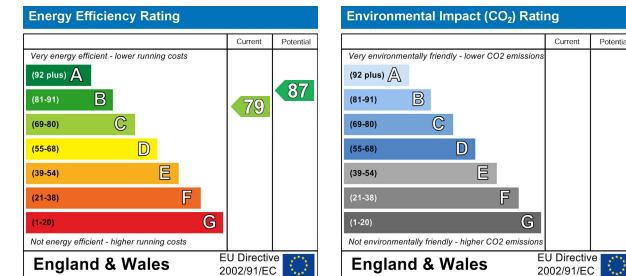 Energy Efficiency Rating
Current Potential
Very energy efficient - lower running costs
(92 plus) A
(81-91) B
(69-80) C
(55-68) D
(39-54) E
(21-38) F
(1-20) G
79
87
Not energy efficient - higher running costs
England & Wales
EU Directive
2002/91/EC
Environmental Impact (CO₂) Rating
Current Potential
Very environmentally friendly - lower CO2 emissions
(92 plus) A
(81-91) B
(69-80) C
(55-68) D
(39-54) E
(21-38) F
(1-20) G
Not environmentally friendly - higher CO2 emissions
England & Wales
EU Directive
2002/91/EC